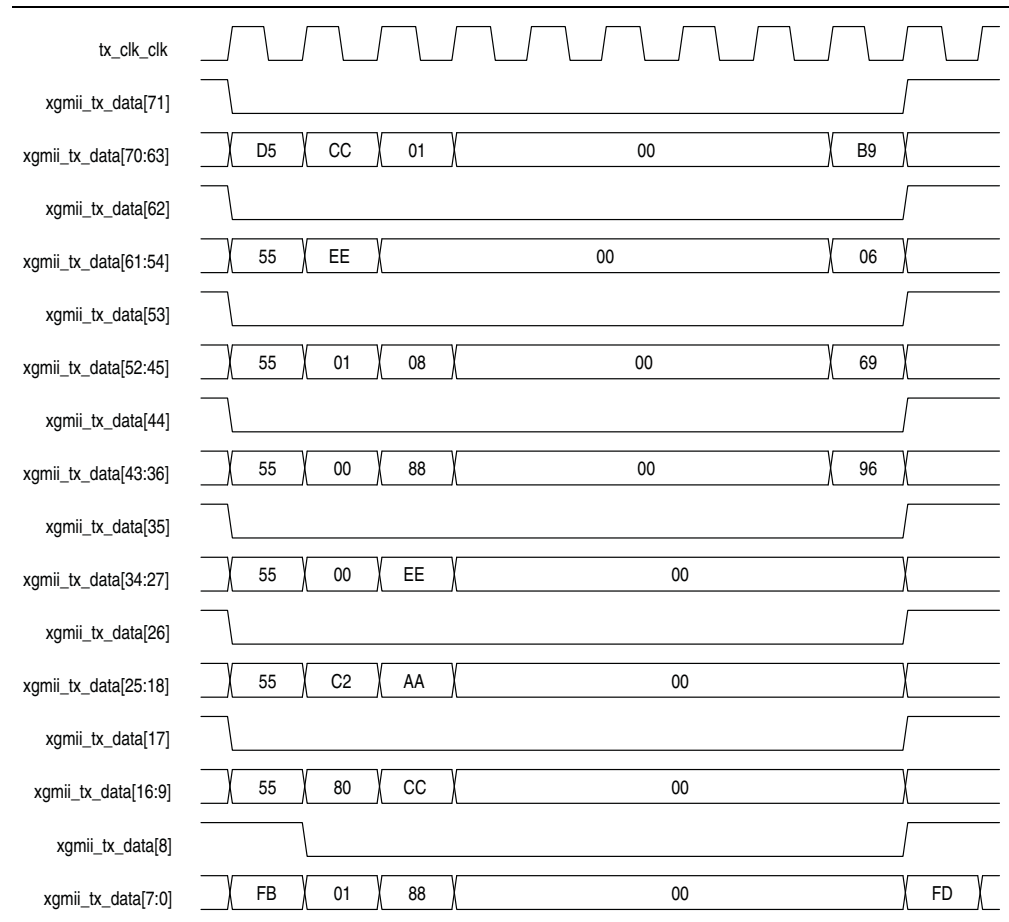 tx_clk_clk
xgmii_tx_data[71]
xgmii_tx_data[70:63] D5 CC 01 00 B9
xgmii_tx_data[62]
xgmii_tx_data[61:54] 55 EE 00 06
xgmii_tx_data[53]
xgmii_tx_data[52:45] 55 01 08 00 69
xgmii_tx_data[44]
xgmii_tx_data[43:36] 55 00 88 00 96
xgmii_tx_data[35]
xgmii_tx_data[34:27] 55 00 EE 00
xgmii_tx_data[26]
xgmii_tx_data[25:18] 55 C2 AA 00
xgmii_tx_data[17]
xgmii_tx_data[16:9] 55 80 CC 00
xgmii_tx_data[8]
xgmii_tx_data[7:0] FB 01 88 00 FD